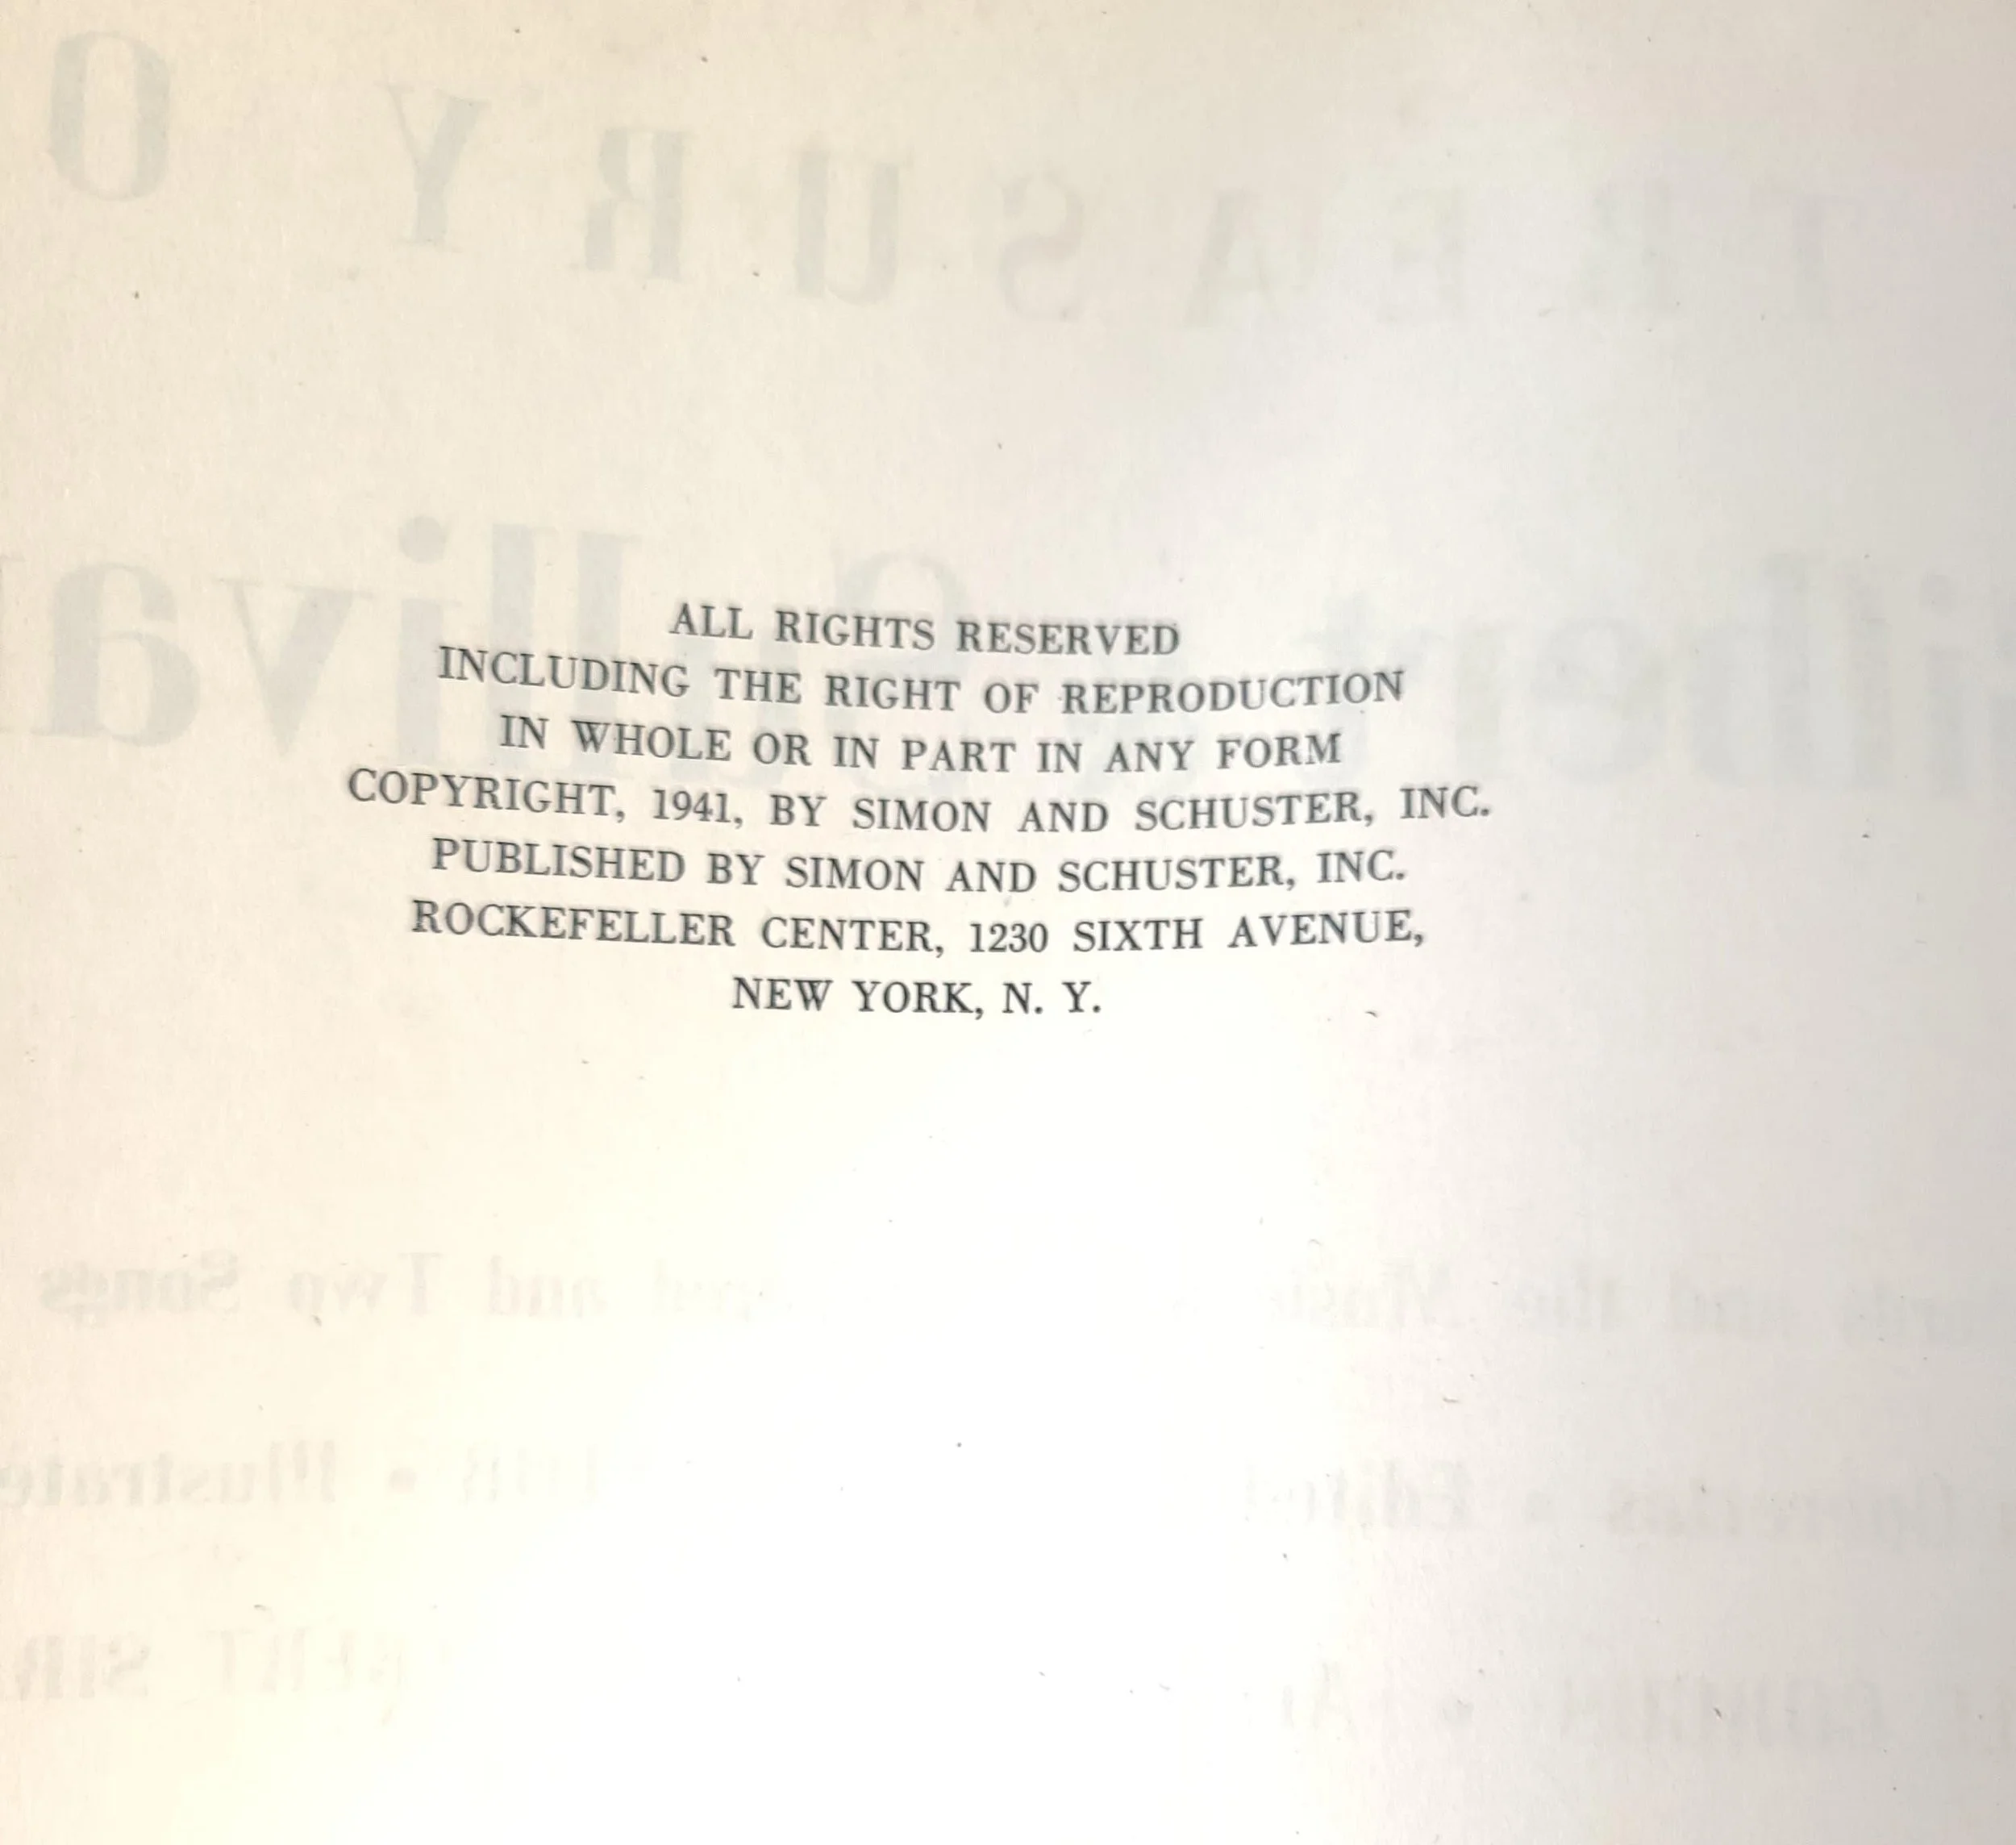 ALL RIGHTS RESERVED
INCLUDING THE RIGHT OF REPRODUCTION
IN WHOLE OR IN PART IN ANY FORM
COPYRIGHT, 1941, BY SIMON AND SCHUSTER, INC.
PUBLISHED BY SIMON AND SCHUSTER, INC.
ROCKEFELLER CENTER, 1230 SIXTH AVENUE,
NEW YORK, N. Y.